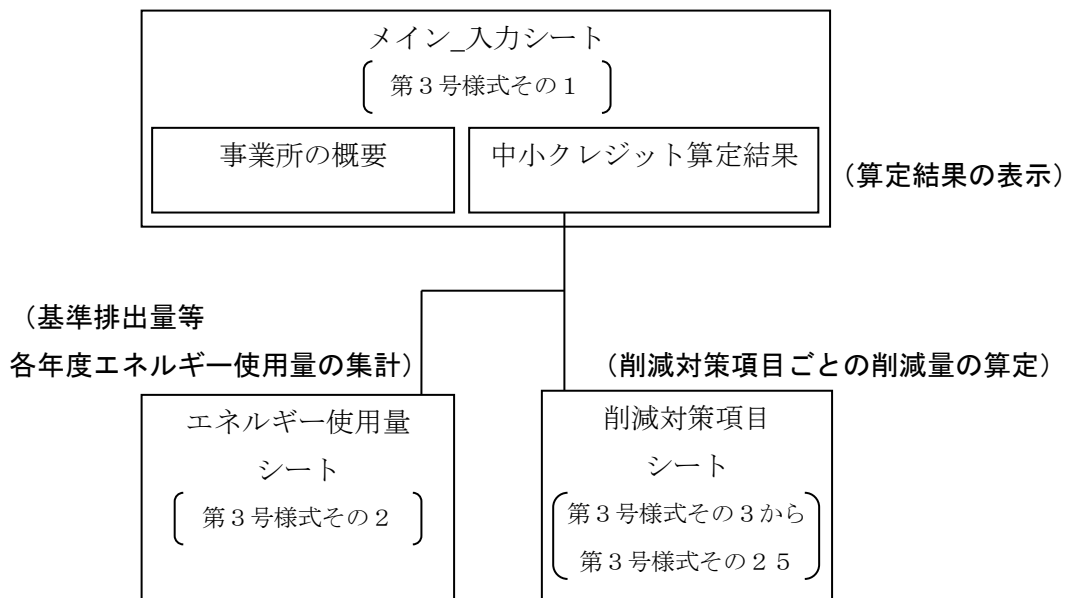 メイン_入力シート
第３号様式その１
事業所の概要
中小クレジット算定結果
（算定結果の表示）
（基準排出量等
各年度エネルギー使用量の集計）
（削減対策項目ごとの削減量の算定）
エネルギー使用量
シート
第３号様式その２
削減対策項目
シート
第３号様式その３から
第３号様式その２５